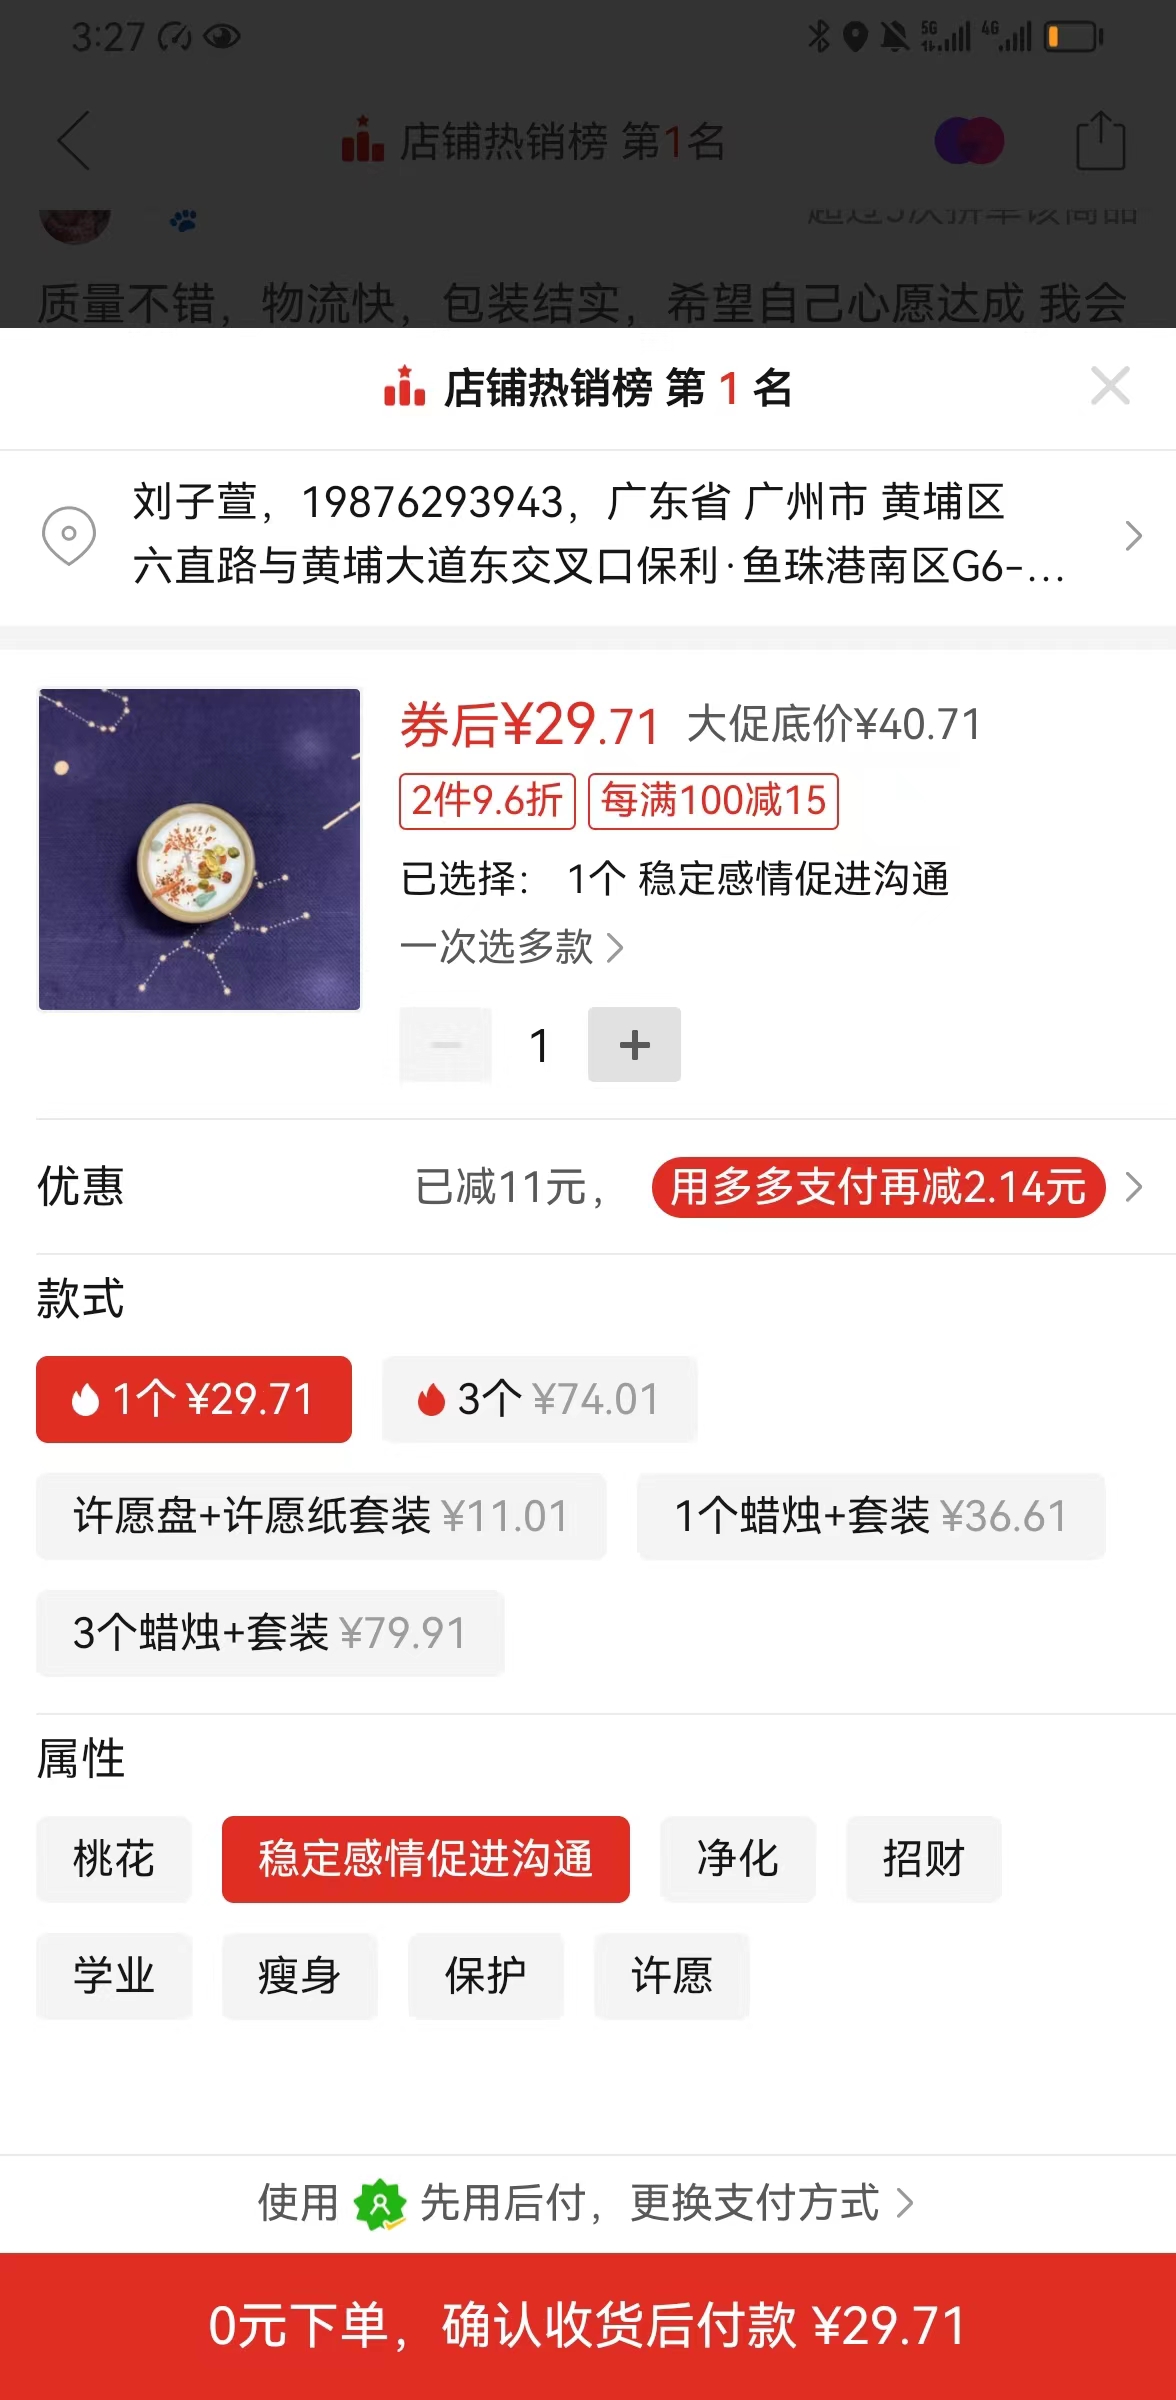 3:27
5G 4G
店铺热销榜 第1名
超过3次拼单该商品
质量不错，物流快，包装结实，希望自己心愿达成 我会
店铺热销榜 第 1 名
刘子萱，19876293943，广东省 广州市 黄埔区
六直路与黄埔大道东交叉口保利·鱼珠港南区G6-...
券后¥29.71 大促底价¥40.71
2件9.6折 每满100减15
已选择： 1个 稳定感情促进沟通
一次选多款
1
优惠 已减11元， 用多多支付再减2.14元
款式
1个 ¥29.71 3个 ¥74.01
许愿盘+许愿纸套装 ¥11.01 1个蜡烛+套装 ¥36.61
3个蜡烛+套装 ¥79.91
属性
桃花 稳定感情促进沟通 净化 招财
学业 瘦身 保护 许愿
使用 先用后付，更换支付方式
0元下单，确认收货后付款 ¥29.71